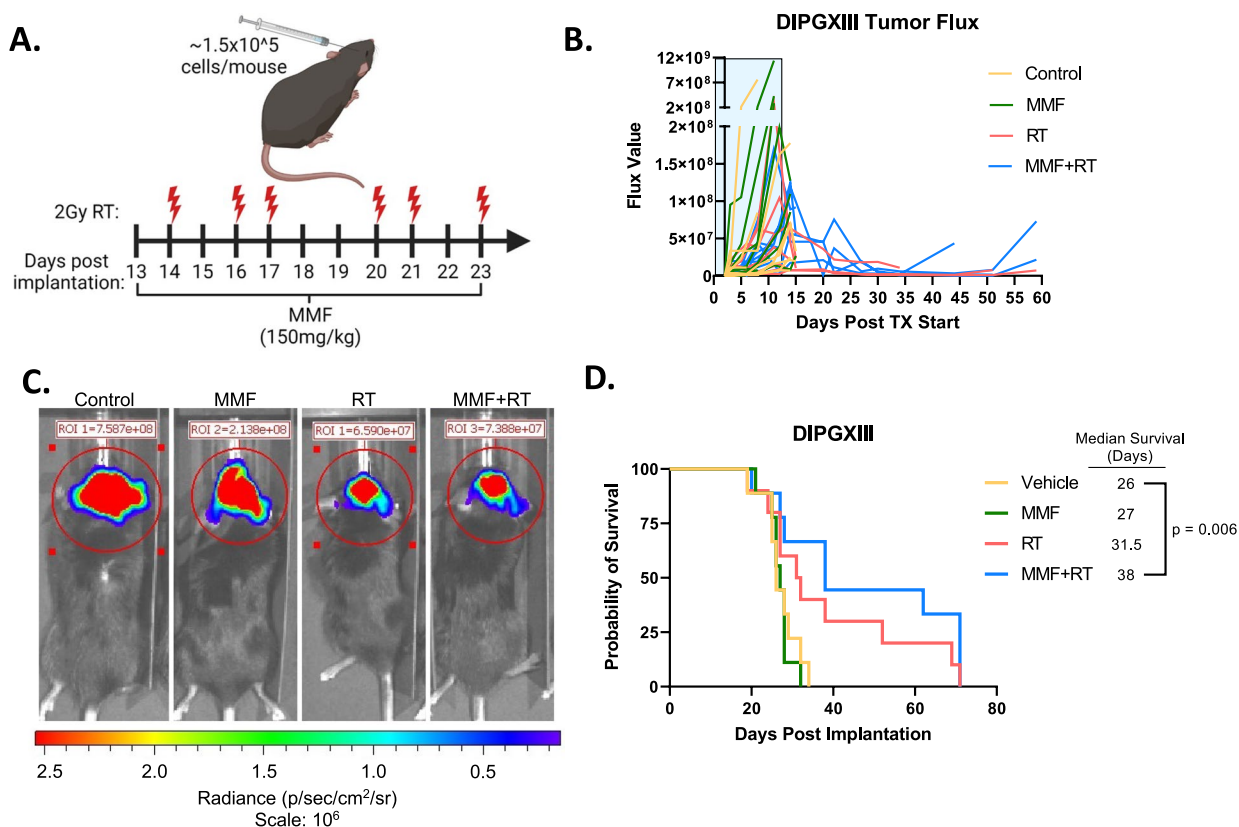 A.
~1.5x10^5
cells/mouse
2Gy RT:
Days post
implantation:
13 14 15 16 17 18 19 20 21 22 23
MMF
(150mg/kg)
B.
DIPGXIII Tumor Flux
Flux Value
12×10⁹
7×10⁸
2×10⁸
2×10⁸
1.5×10⁸
1×10⁸
5×10⁷
0
0 5 10 15 20 25 30 35 40 45 50 55 60
Days Post TX Start
Control
MMF
RT
MMF+RT
C.
Control MMF RT MMF+RT
ROI 1=7.587e+08 ROI 2=2.138e+08 ROI 1=6.590e+07 ROI 3=7.388e+07
2.5 2.0 1.5 1.0 0.5
Radiance (p/sec/cm²/sr)
Scale: 10⁶
D.
DIPGXIII
Probability of Survival
100
75
50
25
0
0 20 40 60 80
Days Post Implantation
Median Survival
(Days)
Vehicle 26
MMF 27
RT 31.5
MMF+RT 38
p = 0.006